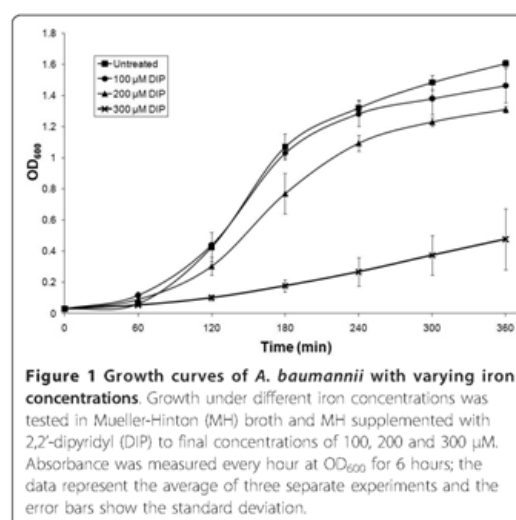 1.8
1.6
1.4
1.2
1
0.8
0.6
0.4
0.2
0
OD600
Untreated
100 µM DIP
200 µM DIP
300 µM DIP
0 60 120 180 240 300 360
Time (min)
Figure 1 Growth curves of A. baumannii with varying iron
concentrations. Growth under different iron concentrations was
tested in Mueller-Hinton (MH) broth and MH supplemented with
2,2'-dipyridyl (DIP) to final concentrations of 100, 200 and 300 µM.
Absorbance was measured every hour at OD600 for 6 hours; the
data represent the average of three separate experiments and the
error bars show the standard deviation.